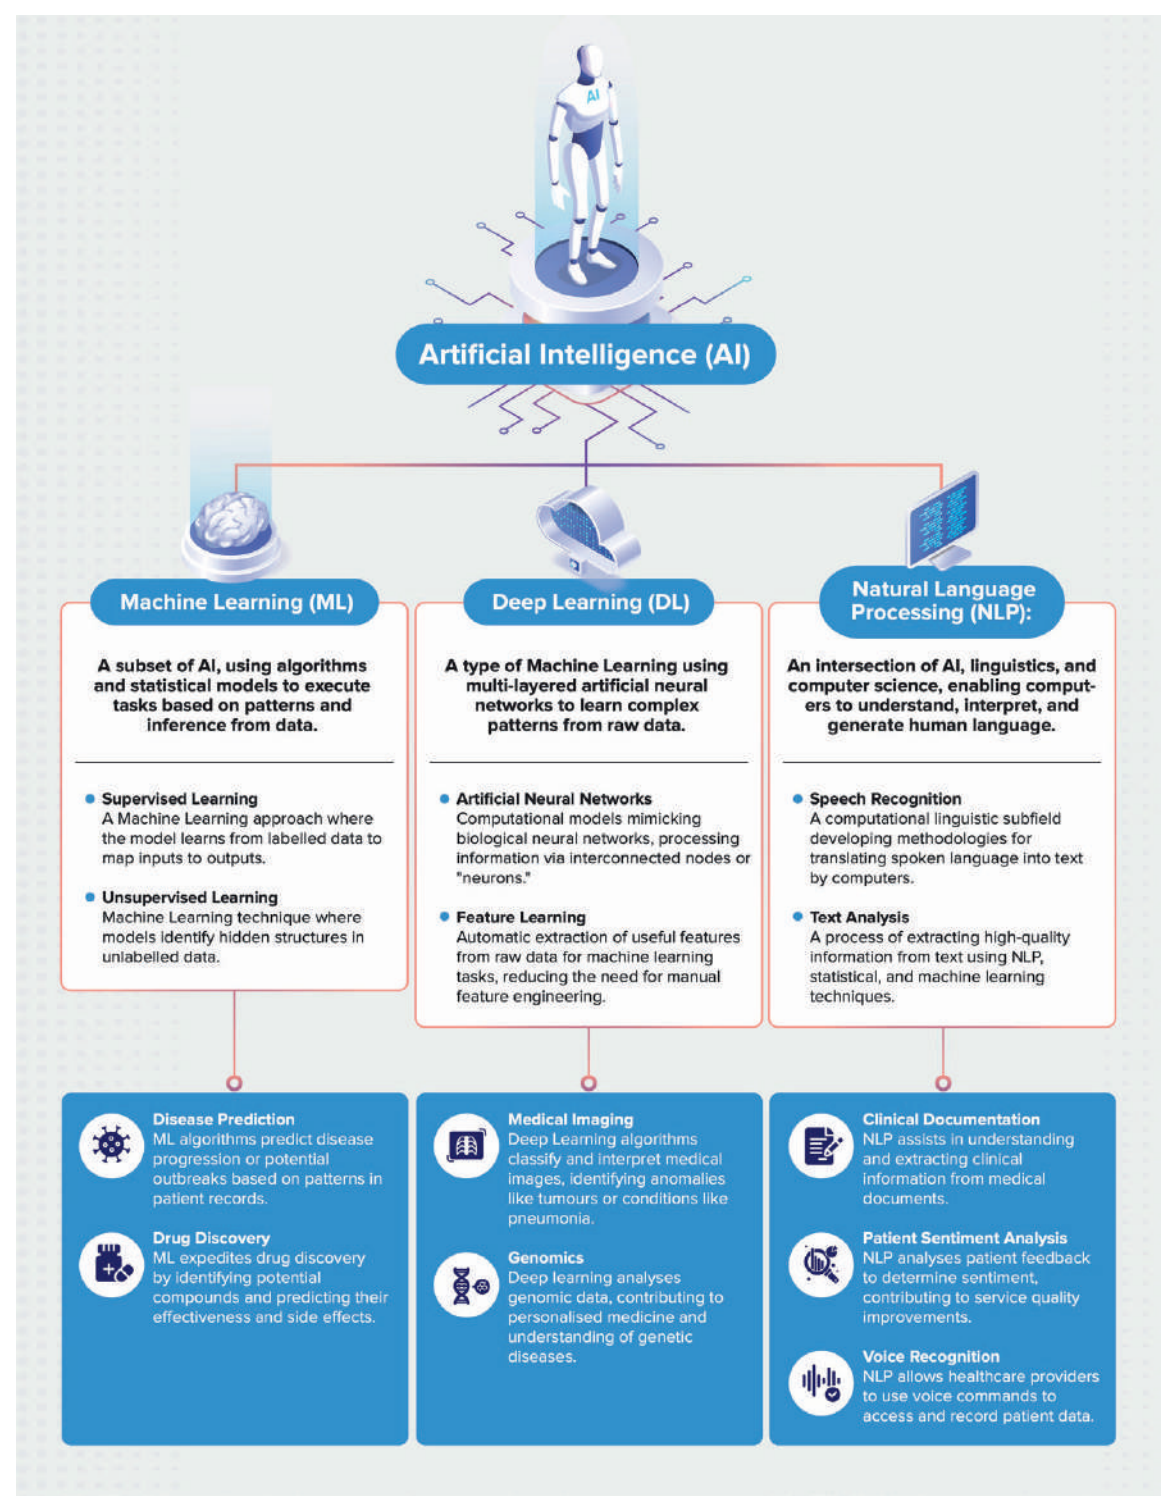 AI
Artificial Intelligence (AI)
Machine Learning (ML)
A subset of AI, using algorithms
and statistical models to execute
tasks based on patterns and
inference from data.
Supervised Learning
A Machine Learning approach where
the model learns from labelled data to
map inputs to outputs.
Unsupervised Learning
Machine Learning technique where
models identify hidden structures in
unlabelled data.
Disease Prediction
ML algorithms predict disease
progression or potential
outbreaks based on patterns in
patient records.
Drug Discovery
ML expedites drug discovery
by identifying potential
compounds and predicting their
effectiveness and side effects.
Deep Learning (DL)
A type of Machine Learning using
multi-layered artificial neural
networks to learn complex
patterns from raw data.
Artificial Neural Networks
Computational models mimicking
biological neural networks, processing
information via interconnected nodes or
"neurons."
Feature Learning
Automatic extraction of useful features
from raw data for machine learning
tasks, reducing the need for manual
feature engineering.
Medical Imaging
Deep Learning algorithms
classify and interpret medical
images, identifying anomalies
like tumours or conditions like
pneumonia.
Genomics
Deep learning analyses
genomic data, contributing to
personalised medicine and
understanding of genetic
diseases.
Natural Language
Processing (NLP):
An intersection of AI, linguistics, and
computer science, enabling comput-
ers to understand, interpret, and
generate human language.
Speech Recognition
A computational linguistic subfield
developing methodologies for
translating spoken language into text
by computers.
Text Analysis
A process of extracting high-quality
information from text using NLP,
statistical, and machine learning
techniques.
Clinical Documentation
NLP assists in understanding
and extracting clinical
information from medical
documents.
Patient Sentiment Analysis
NLP analyses patient feedback
to determine sentiment,
contributing to service quality
improvements.
Voice Recognition
NLP allows healthcare providers
to use voice commands to
access and record patient data.